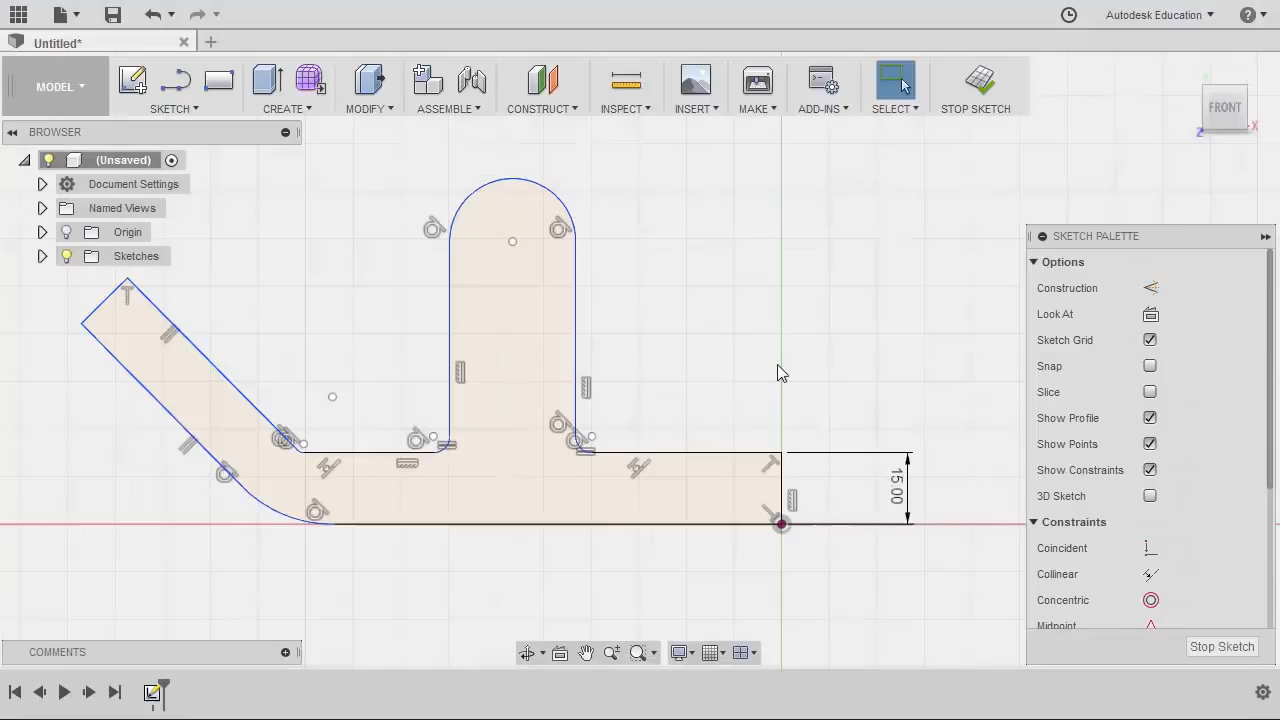 Autodesk Education
Untitled*
MODEL
SKETCH
CREATE
MODIFY
ASSEMBLE
CONSTRUCT
INSPECT
INSERT
MAKE
ADD-INS
SELECT
STOP SKETCH
FRONT
X
Z
BROWSER
(Unsaved)
Document Settings
Named Views
Origin
Sketches
15.00
SKETCH PALETTE
Options
Construction
Look At
Sketch Grid
Snap
Slice
Show Profile
Show Points
Show Constraints
3D Sketch
Constraints
Coincident
Collinear
Concentric
Midpoint
Stop Sketch
COMMENTS